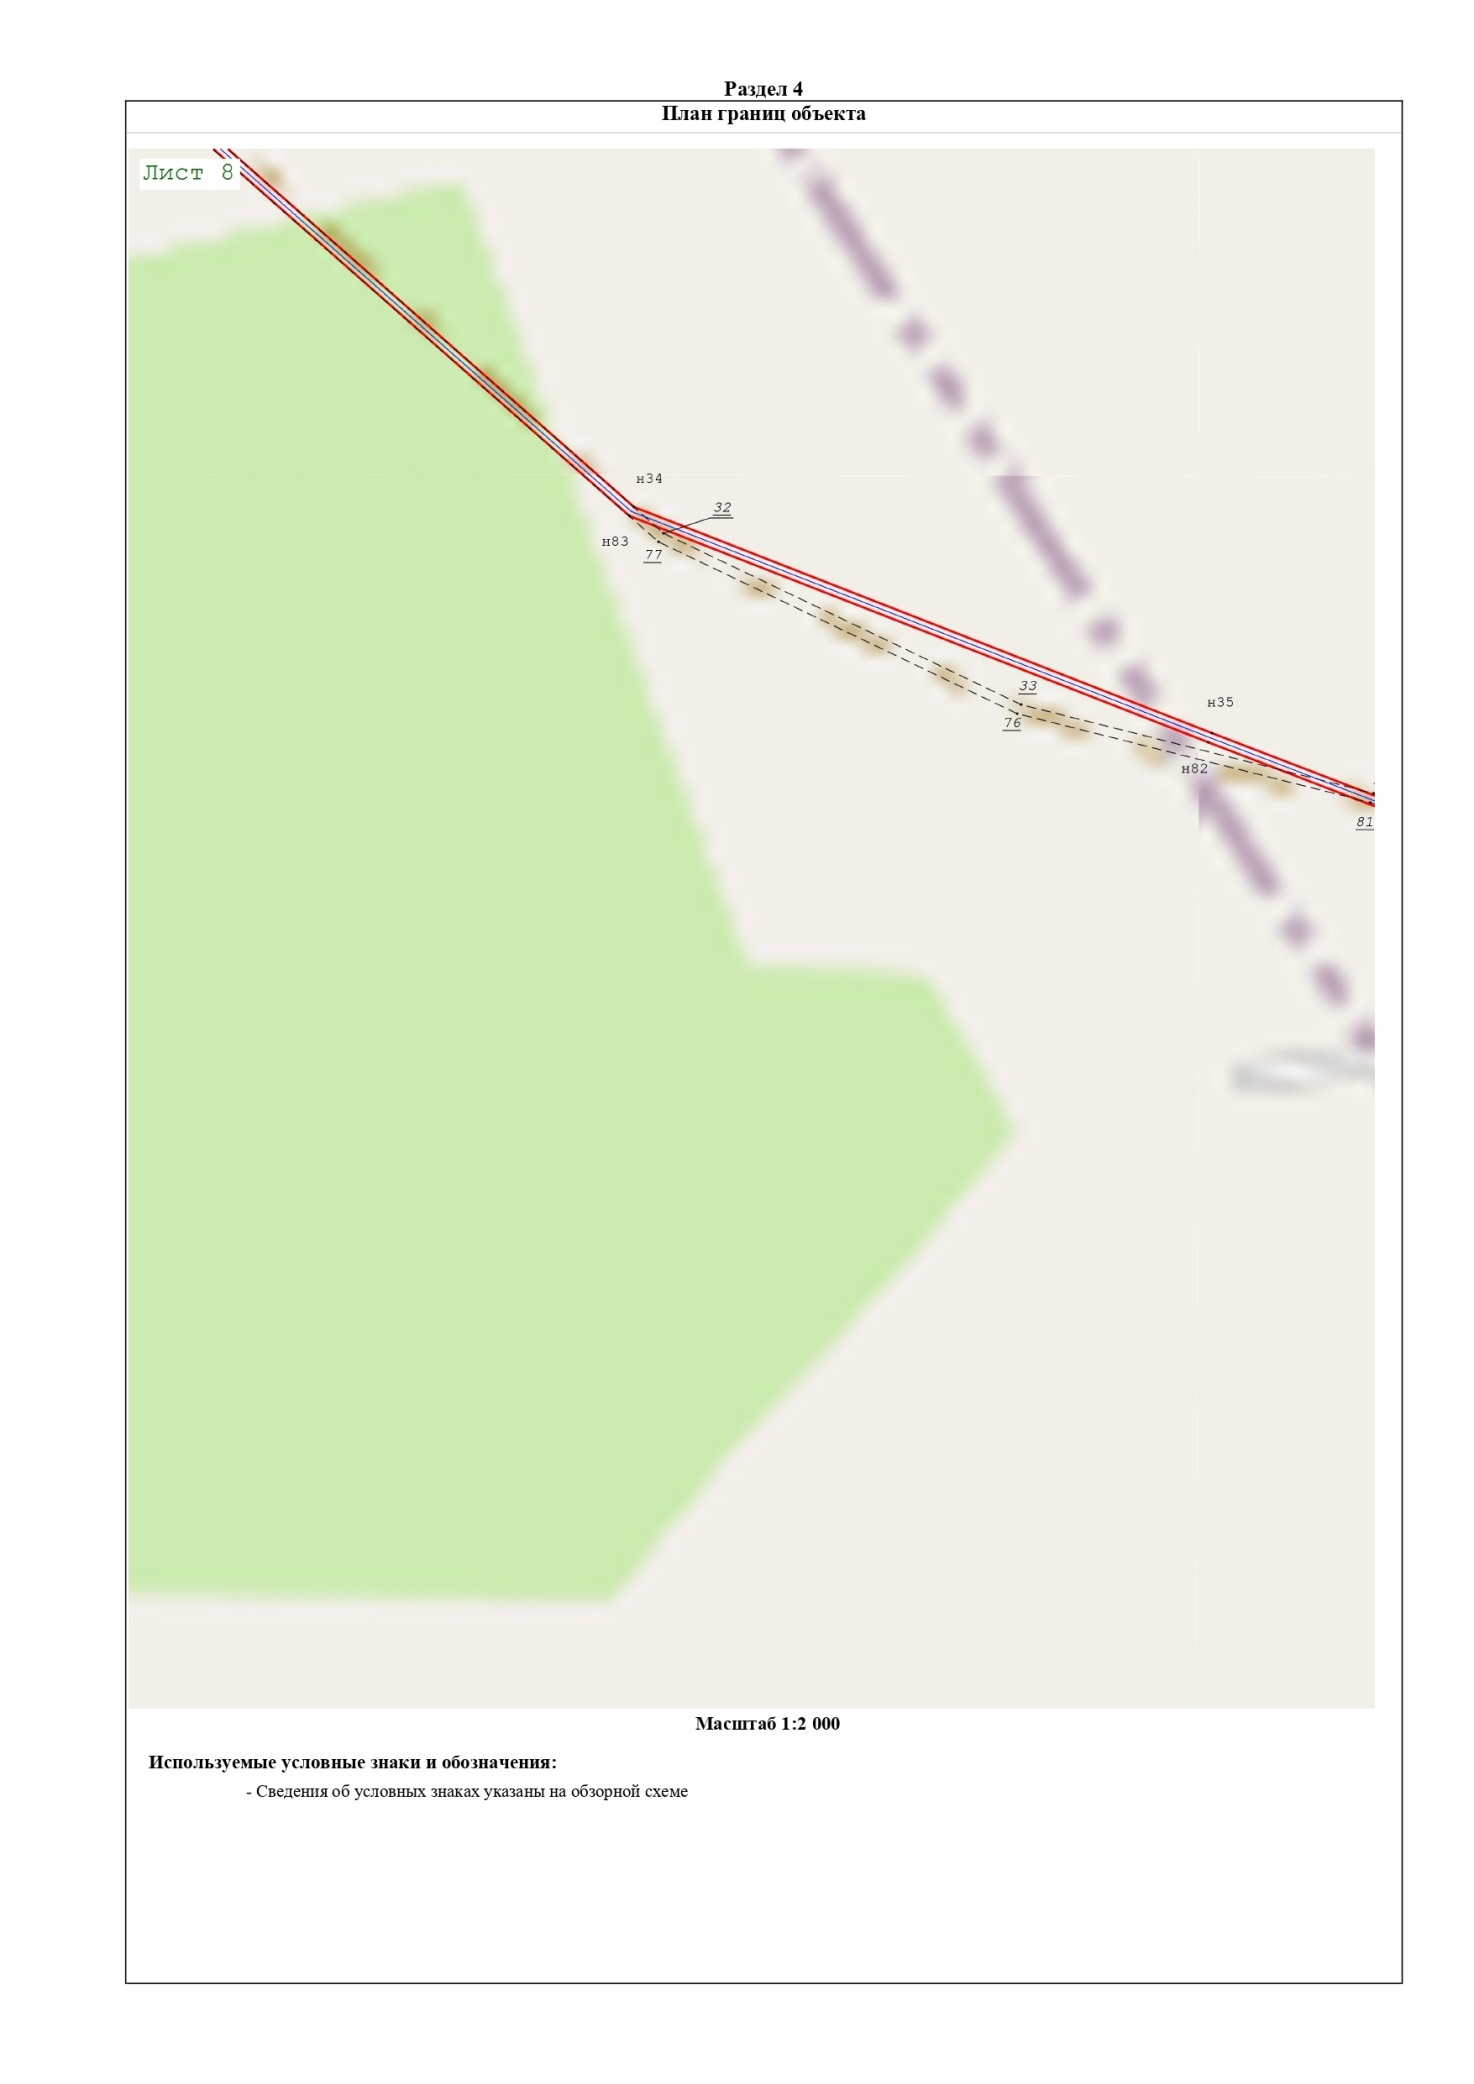 Раздел 4
План границ объекта
Лист 8
н34
32
н83
77
33
н35
76
н82
81
Масштаб 1:2 000
Используемые условные знаки и обозначения:
- Сведения об условных знаках указаны на обзорной схеме